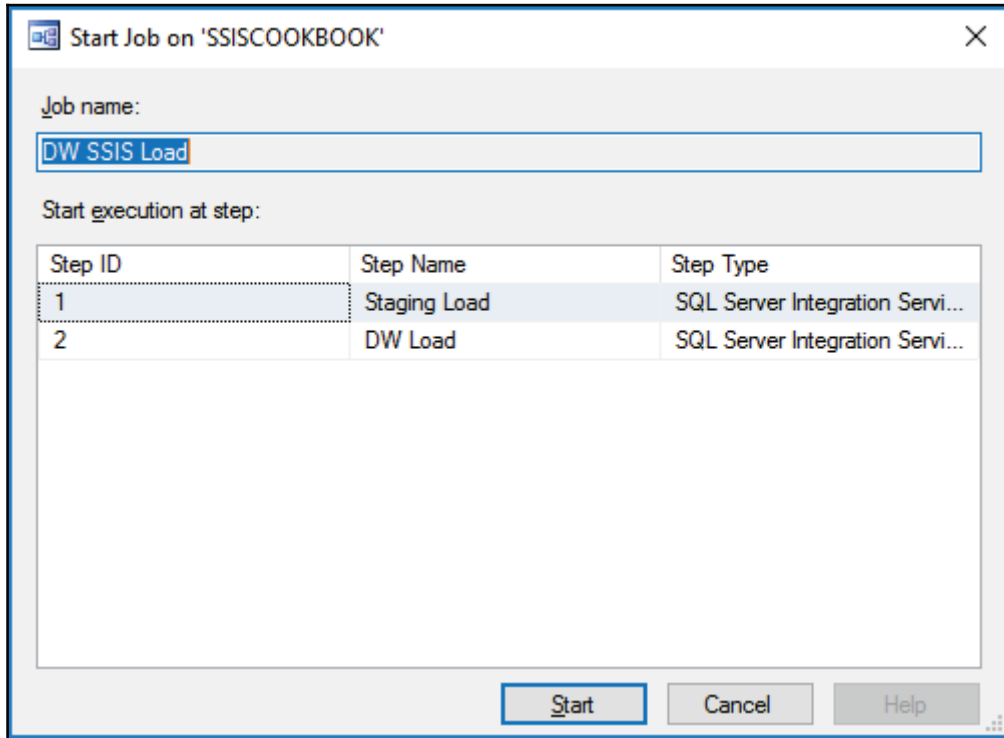 Start Job on 'SSISCOOKBOOK'
Job name:
DW SSIS Load
Start execution at step:
Step ID Step Name Step Type
1 Staging Load SQL Server Integration Servi...
2 DW Load SQL Server Integration Servi...
Start Cancel Help